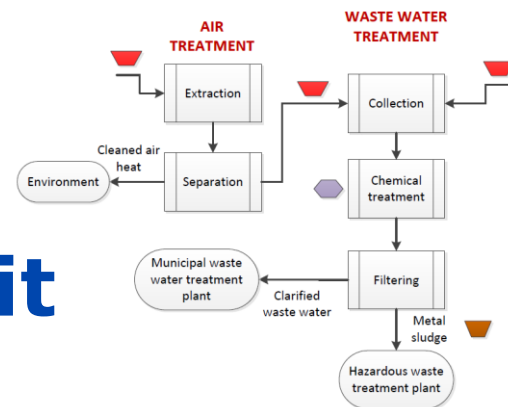 AIR
TREATMENT
WASTE WATER
TREATMENT
Extraction
Collection
Cleaned air
heat
Environment
Separation
Chemical
treatment
Municipal waste
water treatment
plant
Clarified
waste water
Filtering
Metal
sludge
Hazardous waste
treatment plant
it